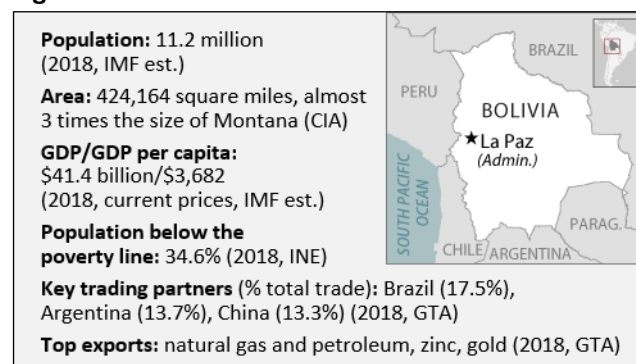 Population: 11.2 million
(2018, IMF est.)
Area: 424,164 square miles, almost
3 times the size of Montana (CIA)
GDP/GDP per capita:
$41.4 billion/$3,682
(2018, current prices, IMF est.)
Population below the
poverty line: 34.6% (2018, INE)
Key trading partners (% total trade): Brazil (17.5%),
Argentina (13.7%), China (13.3%) (2018, GTA)
Top exports: natural gas and petroleum, zinc, gold (2018, GTA)
BRAZIL
PERU
BOLIVIA
★La Paz
(Admin.)
SOUTH PACIFIC
OCEAN
PARAG.
CHILE
ARGENTINA